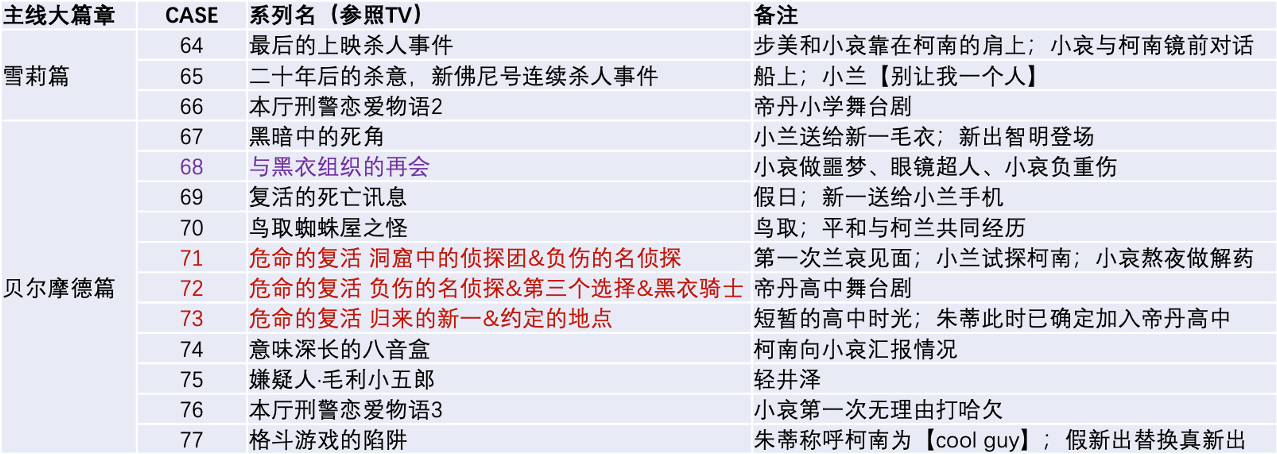 主线大篇章 CASE 系列名（参照TV） 备注
雪莉篇 64 最后的上映杀人事件 步美和小哀靠在柯南的肩上；小哀与柯南镜前对话
65 二十年后的杀意，新佛尼号连续杀人事件 船上；小兰【别让我一个人】
66 本厅刑警恋爱物语2 帝丹小学舞台剧
贝尔摩德篇 67 黑暗中的死角 小兰送给新一毛衣；新出智明登场
68 与黑衣组织的再会 小哀做噩梦、眼镜超人、小哀负重伤
69 复活的死亡讯息 假日；新一送给小兰手机
70 鸟取蜘蛛屋之怪 鸟取；平和与柯兰共同经历
71 危命的复活 洞窟中的侦探团&负伤的名侦探 第一次兰哀见面；小兰试探柯南；小哀熬夜做解药
72 危命的复活 负伤的名侦探&第三个选择&黑衣骑士 帝丹高中舞台剧
73 危命的复活 归来的新一&约定的地点 短暂的高中时光；朱蒂此时已确定加入帝丹高中
74 意味深长的八音盒 柯南向小哀汇报情况
75 嫌疑人·毛利小五郎 轻井泽
76 本厅刑警恋爱物语3 小哀第一次无理由打哈欠
77 格斗游戏的陷阱 朱蒂称呼柯南为【cool guy】；假新出替换真新出